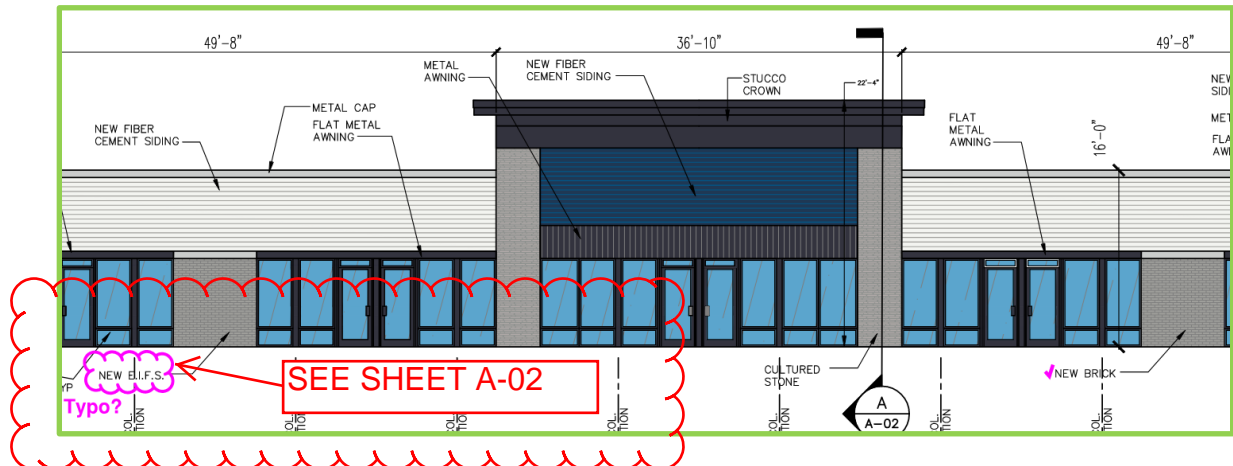 49'-8"
36'-10"
49'-8"
METAL
AWNING
NEW FIBER
CEMENT SIDING
STUCCO
CROWN
22'-4"
METAL CAP
FLAT METAL
AWNING
NEW FIBER
CEMENT SIDING
FLAT
METAL
AWNING
16'-0"
NEW E.I.F.S.
Typo?
SEE SHEET A-02
CULTURED
STONE
NEW BRICK
A
A-02